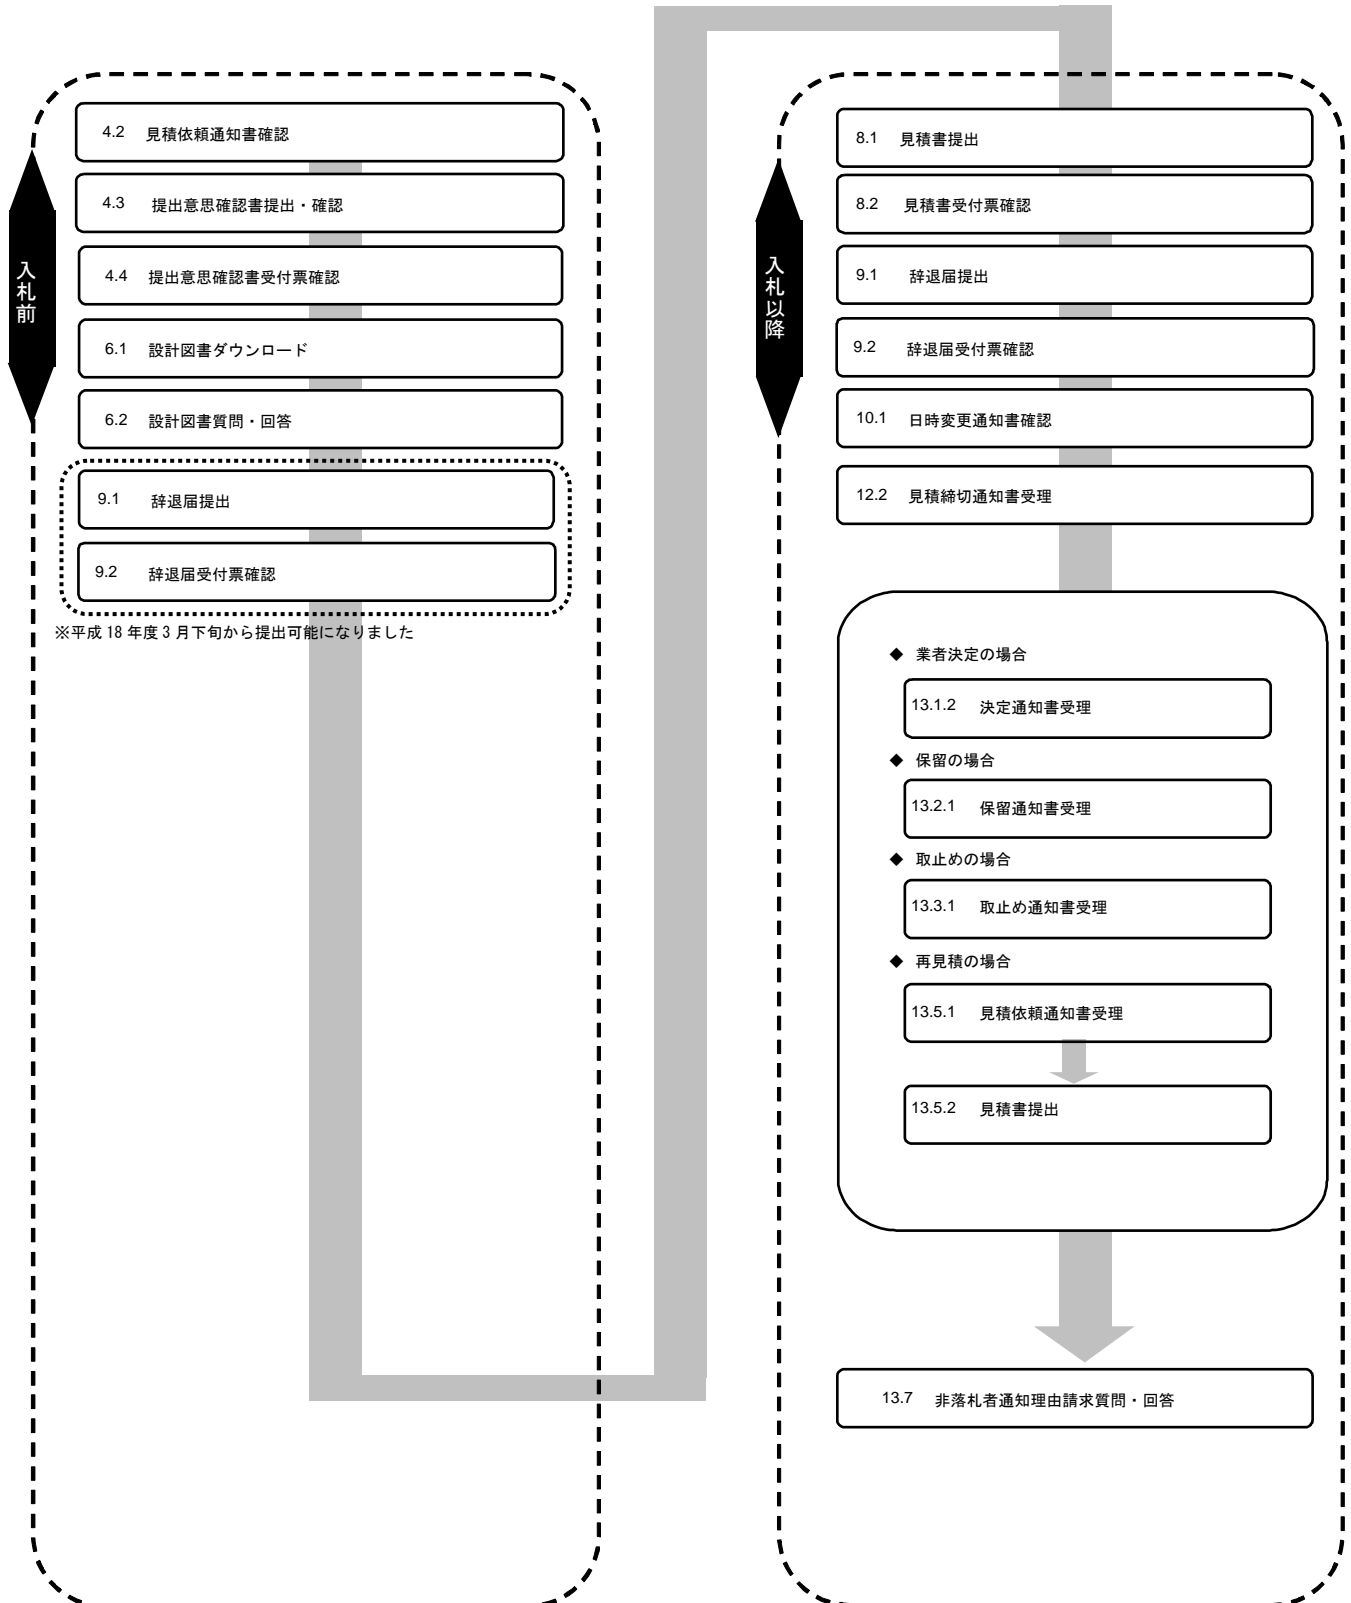 入札前
4.2 見積依頼通知書確認
4.3 提出意思確認書提出・確認
4.4 提出意思確認書受付票確認
6.1 設計図書ダウンロード
6.2 設計図書質問・回答
9.1 辞退届提出
9.2 辞退届受付票確認
※平成 18 年度 3 月下旬から提出可能になりました
入札以降
8.1 見積書提出
8.2 見積書受付票確認
9.1 辞退届提出
9.2 辞退届受付票確認
10.1 日時変更通知書確認
12.2 見積締切通知書受理
◆ 業者決定の場合
13.1.2 決定通知書受理
◆ 保留の場合
13.2.1 保留通知書受理
◆ 取止めの場合
13.3.1 取止め通知書受理
◆ 再見積の場合
13.5.1 見積依頼通知書受理
13.5.2 見積書提出
13.7 非落札者通知理由請求質問・回答